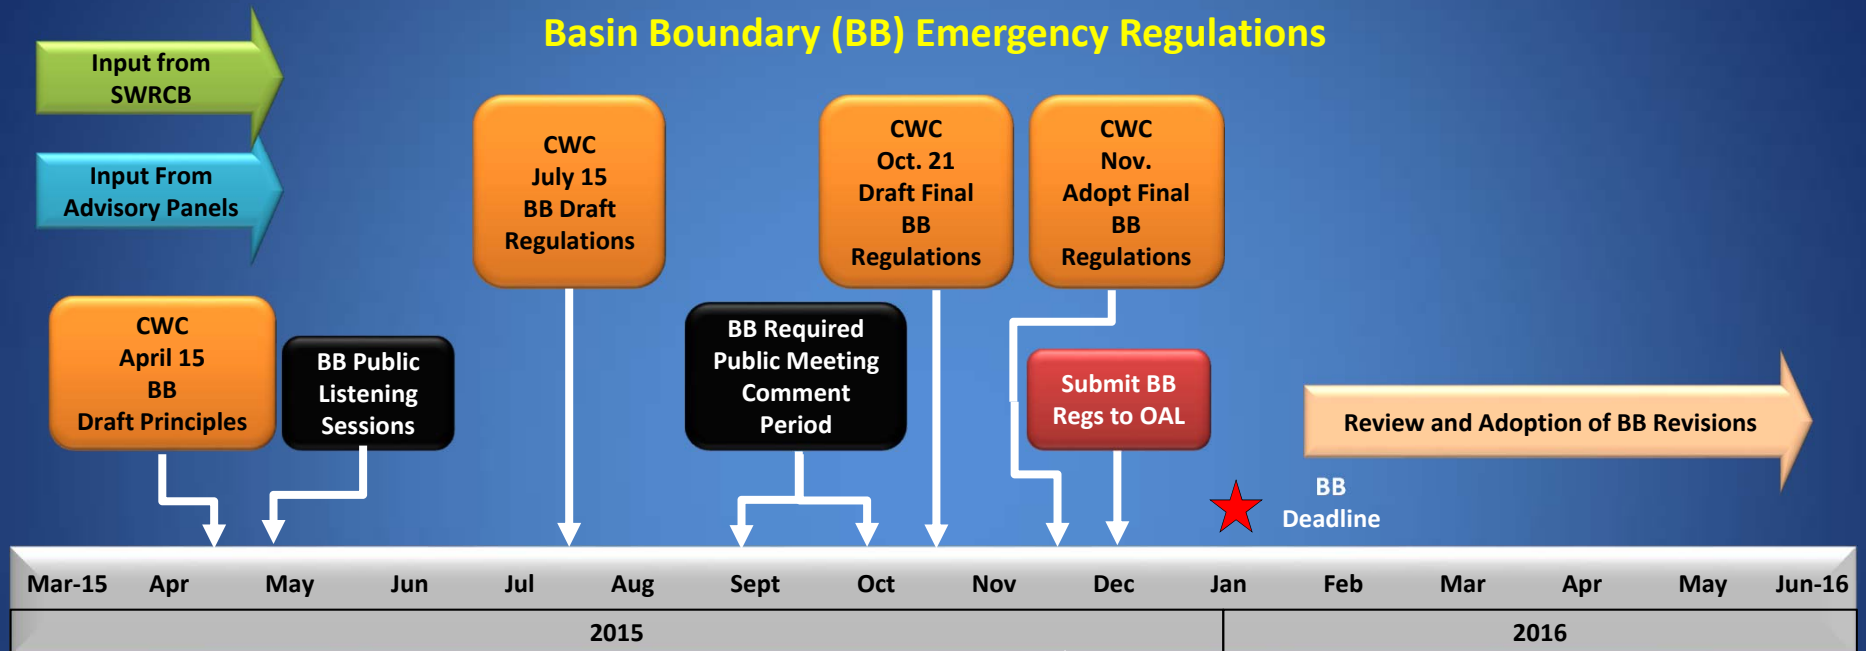 Basin Boundary (BB) Emergency Regulations
Input from
SWRCB
Input From
Advisory Panels
CWC
April 15
BB
Draft Principles
BB Public
Listening
Sessions
CWC
July 15
BB Draft
Regulations
BB Required
Public Meeting
Comment
Period
CWC
Oct. 21
Draft Final
BB
Regulations
CWC
Nov.
Adopt Final
BB
Regulations
Submit BB
Regs to OAL
Review and Adoption of BB Revisions
BB
Deadline
Mar-15 Apr May Jun Jul Aug Sept Oct Nov Dec Jan Feb Mar Apr May Jun-16
2015 2016